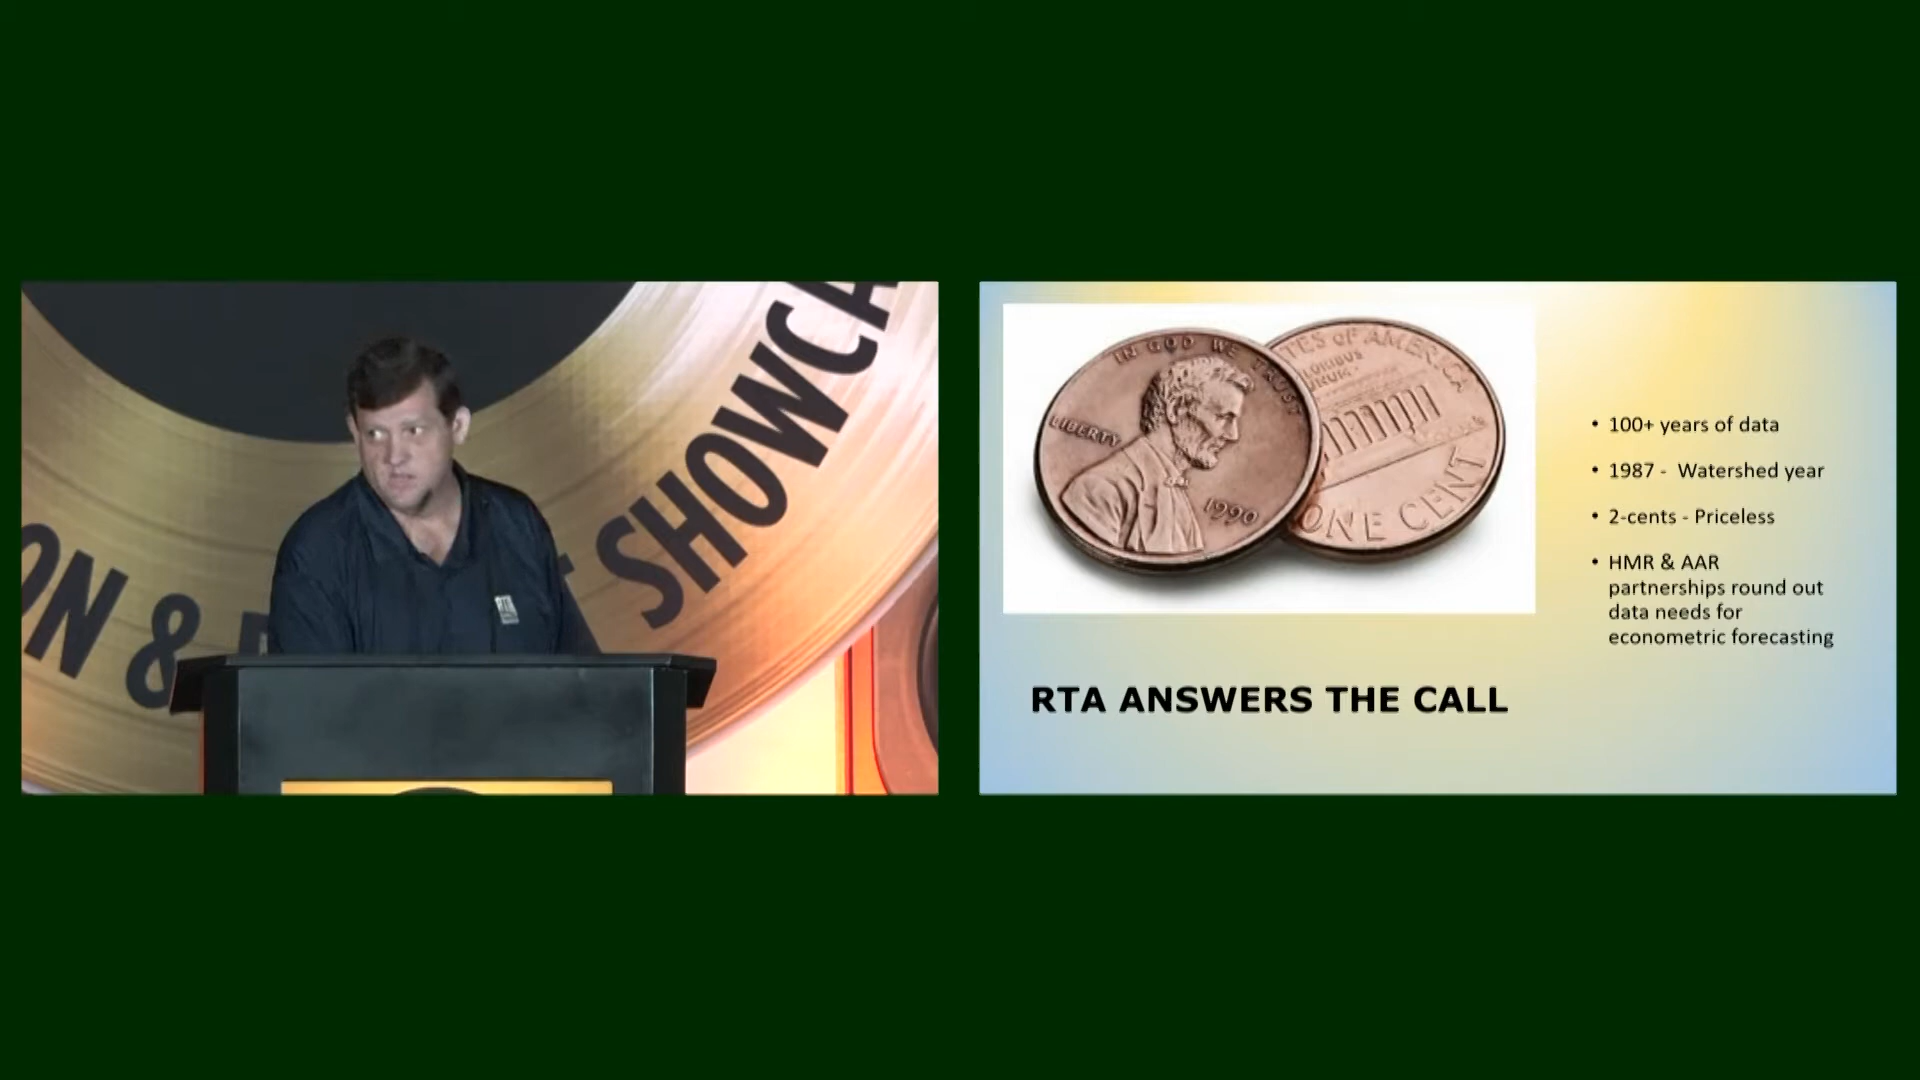 ON & 
SHOWCA
IN GOD WE TRUST
LIBERTY
1990
TES OF AMERICA
ONE CENT
• 100+ years of data
• 1987 - Watershed year
• 2-cents - Priceless
• HMR & AAR
partnerships round out
data needs for
econometric forecasting
RTA ANSWERS THE CALL